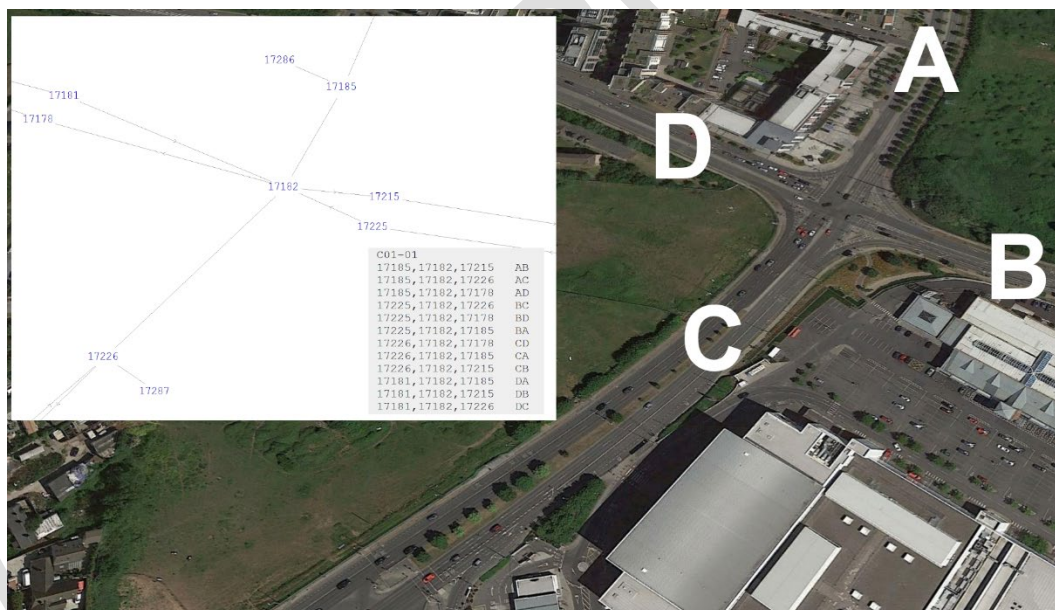 17286
17185
17181
17178
17182
17215
17225
17226
17287
C01-01
17185,17182,17215 AB
17185,17182,17226 AC
17185,17182,17178 AD
17225,17182,17226 BC
17225,17182,17178 BD
17225,17182,17185 BA
17226,17182,17178 CD
17226,17182,17185 CA
17226,17182,17215 CB
17181,17182,17185 DA
17181,17182,17215 DB
17181,17182,17226 DC
A
D
B
C